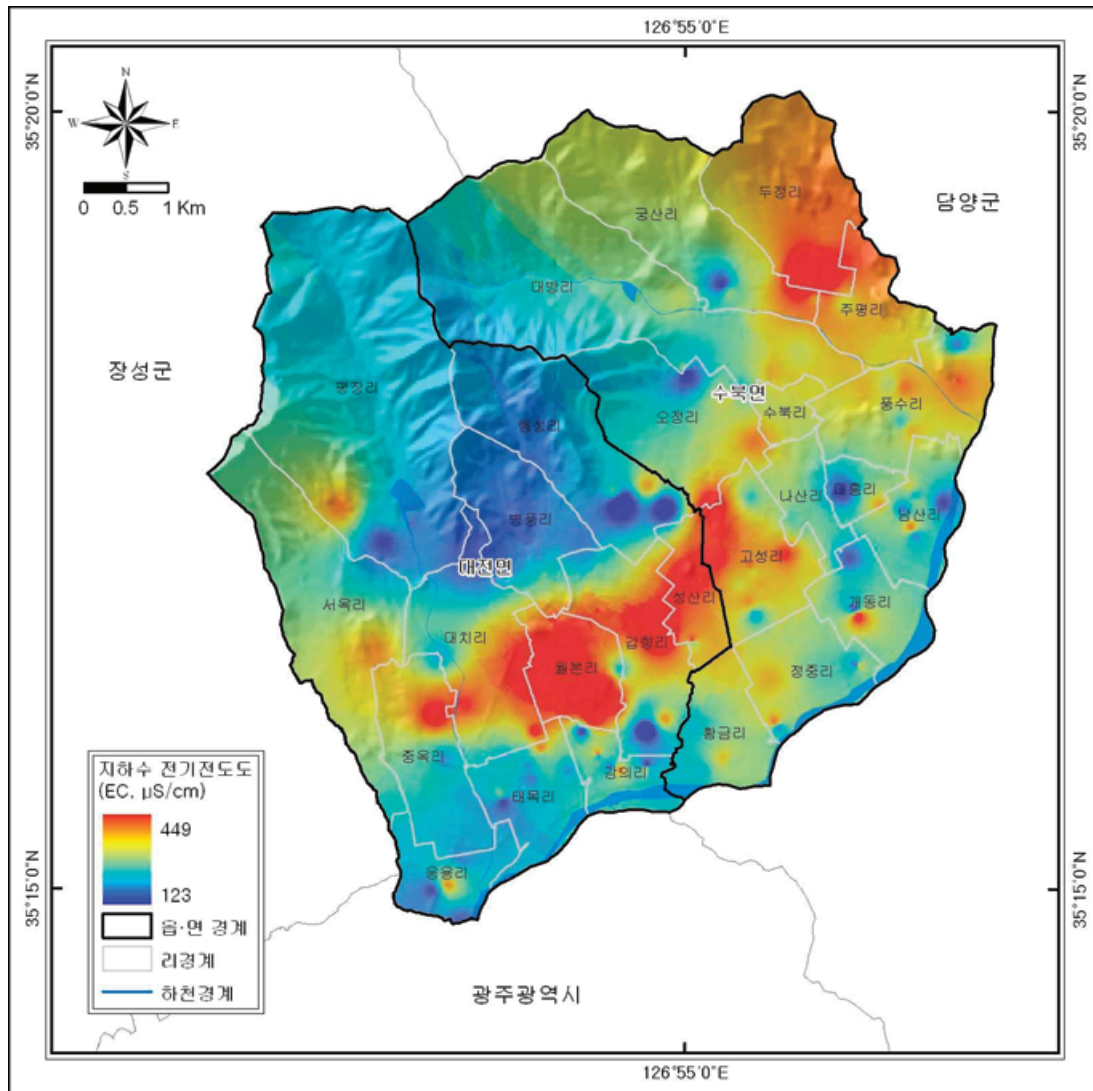 126°55'0"E
35°20'0"N
35°20'0"N
N
W
E
S
0 0.5 1 Km
두정리
담양군
궁산리
대방리
주평리
장성군
평장리
행성리
수북면
오정리
수북리
풍수리
나산리
대흥리
남산리
병풍리
대전면
고성리
성산리
개동리
서옥리
대치리
갑향리
월본리
정중리
황금리
중옥리
강의리
태목리
응용리
지하수 전기전도도
(EC, μS/cm)
449
123
읍·면 경계
리경계
하천경계
35°15'0"N
35°15'0"N
광주광역시
126°55'0"E